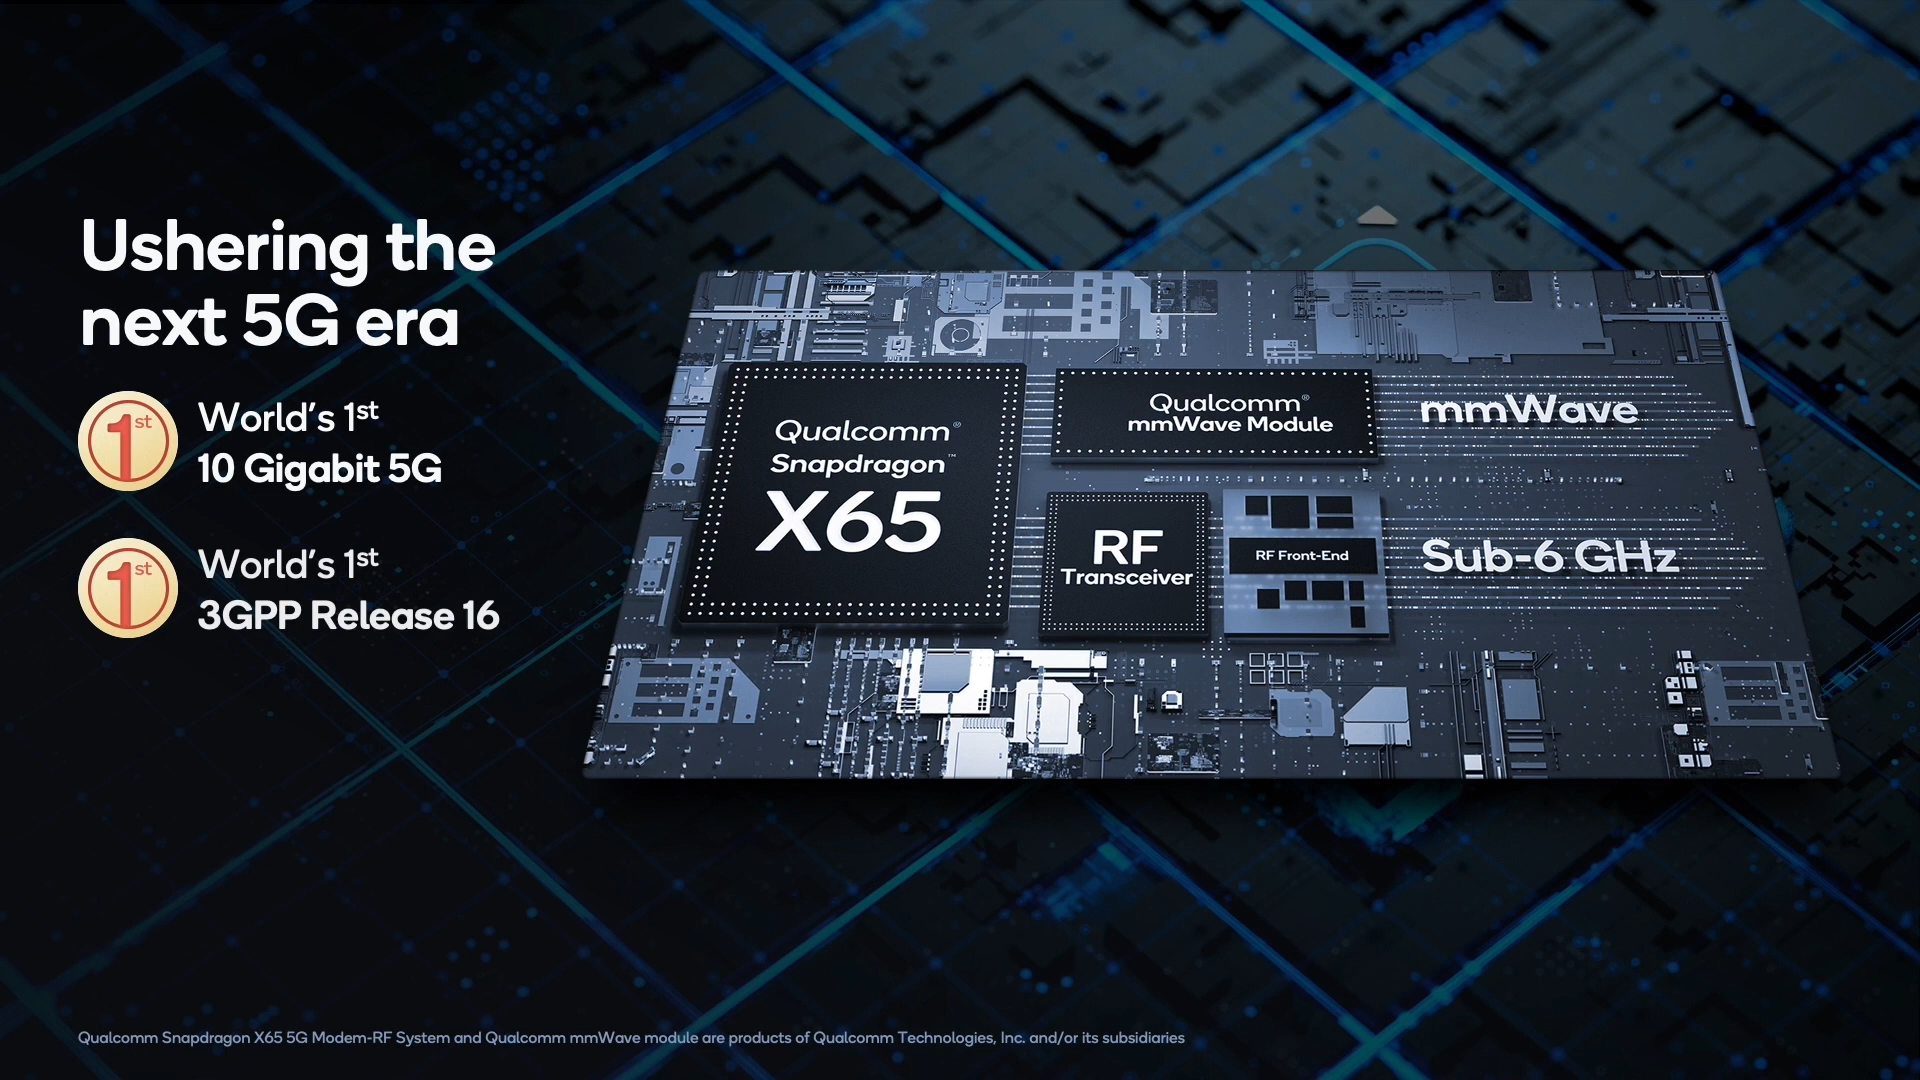 Ushering the
next 5G era
1st
World's 1st
10 Gigabit 5G
1st
World's 1st
3GPP Release 16
Qualcomm®
Snapdragon™
X65
Qualcomm®
mmWave Module
mmWave
RF
Transceiver
RF Front-End
Sub-6 GHz
Qualcomm Snapdragon X65 5G Modem-RF System and Qualcomm mmWave module are products of Qualcomm Technologies, Inc. and/or its subsidiaries